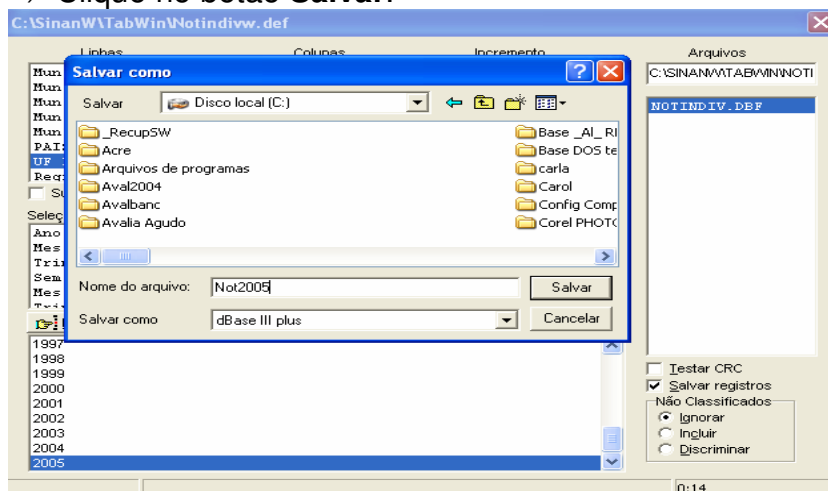 Clique no botão Salvar.
C:\SinanW\TabWin\Notindivw.def
Linhas Colunas Incremento Arquivos
Salvar como
C:\SINANW\TABWIN\NOTI
Salvar Disco local (C:)
NOTINDIV.DBF
Mun
Mun
Mun
Mun
Mun
UF
_RecupSW
Acre
Arquivos de programas
Aval2004
Avalbanc
Avalia Agudo
Base _Al_ RI
Base DOS te
carla
Carol
Config Comp
Corel PHOTO
Ano
Mes
Sem
Mes
Nome do arquivo: Not2005 Salvar
Salvar como dBase III plus Cancelar
1997
1998
1999
2000
2001
2002
2003
2004
2005
Testar CRC
Salvar registros
Não Classificados
Ignorar
Incluir
Discriminar
0:14